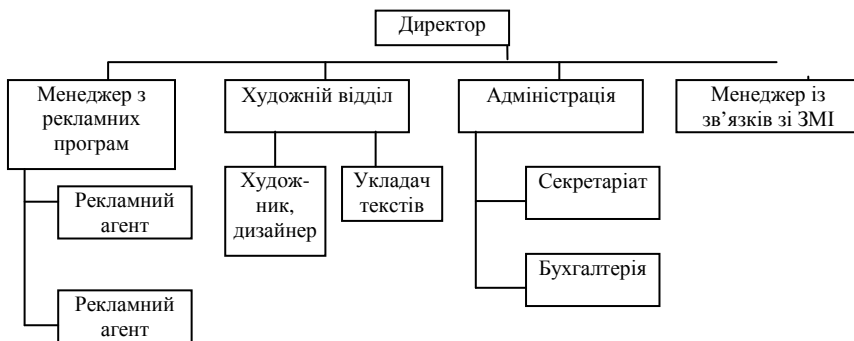 Директор
Менеджер з
рекламних
програм
Художній відділ
Адміністрація
Менеджер із
зв’язків зі ЗМІ
Рекламний
агент
Худож-
ник,
дизайнер
Укладач
текстів
Секретаріат
Бухгалтерія
Рекламний
агент